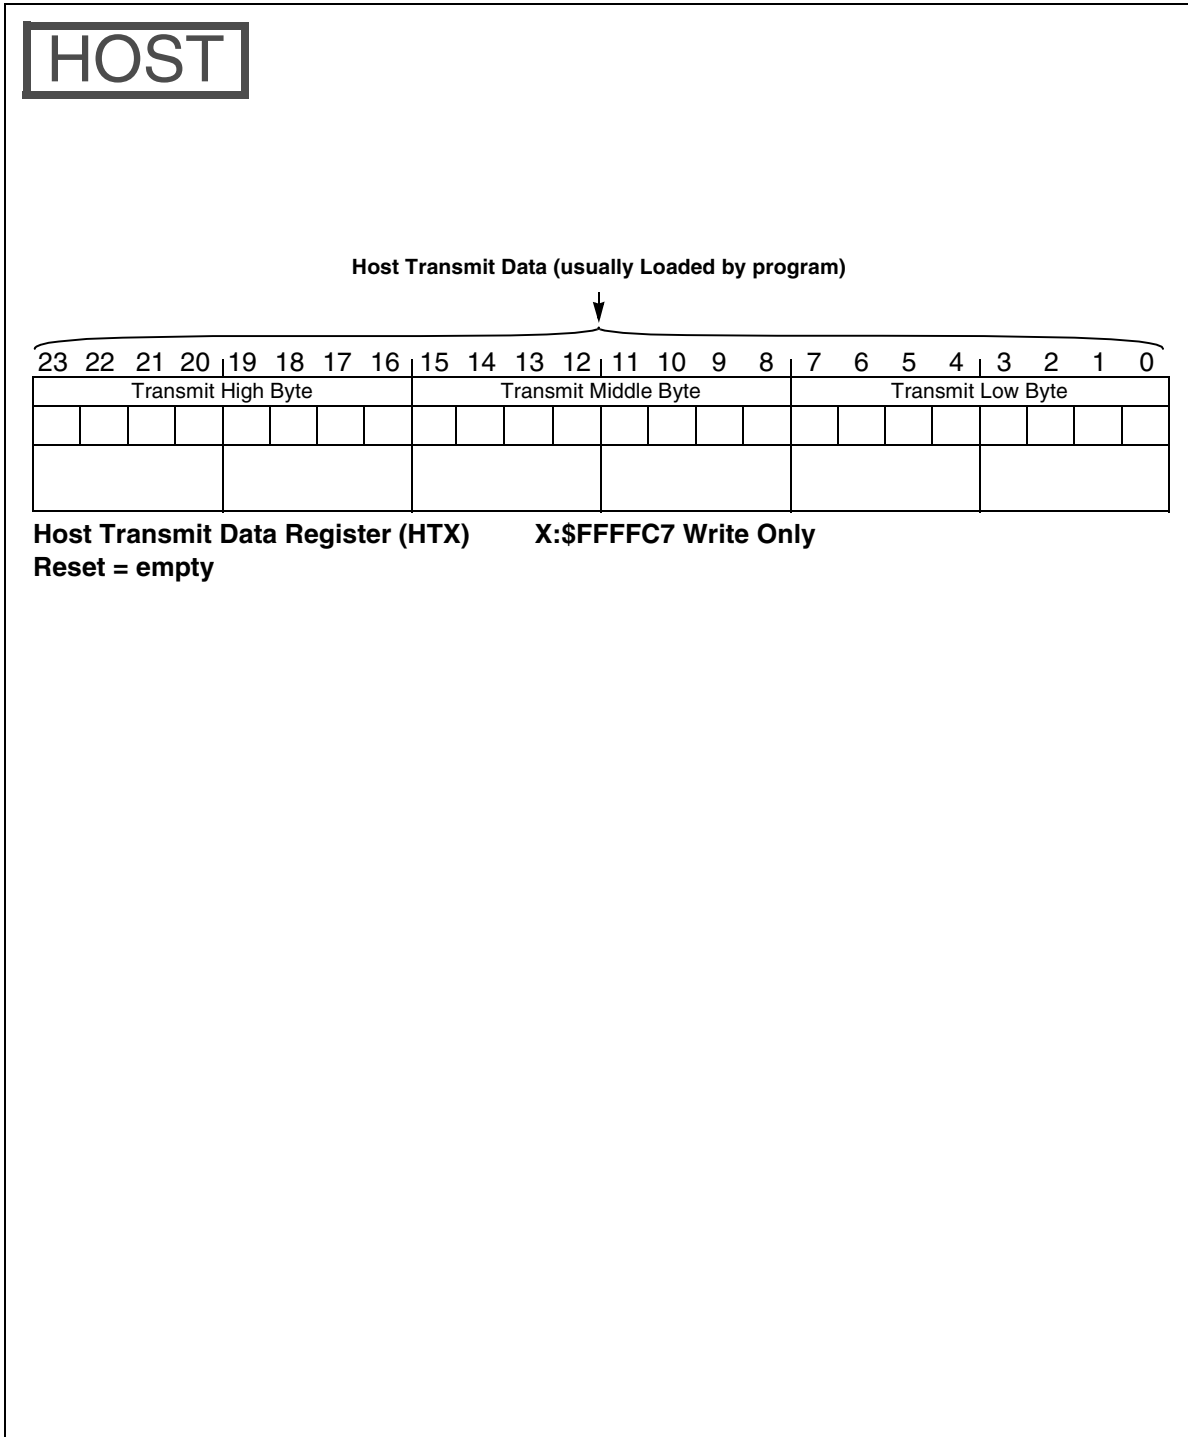 HOST
Host Transmit Data (usually Loaded by program)
23 22 21 20 19 18 17 16 15 14 13 12 11 10 9 8 7 6 5 4 3 2 1 0
Transmit High Byte Transmit Middle Byte Transmit Low Byte
Host Transmit Data Register (HTX) X:$FFFFC7 Write Only
Reset = empty